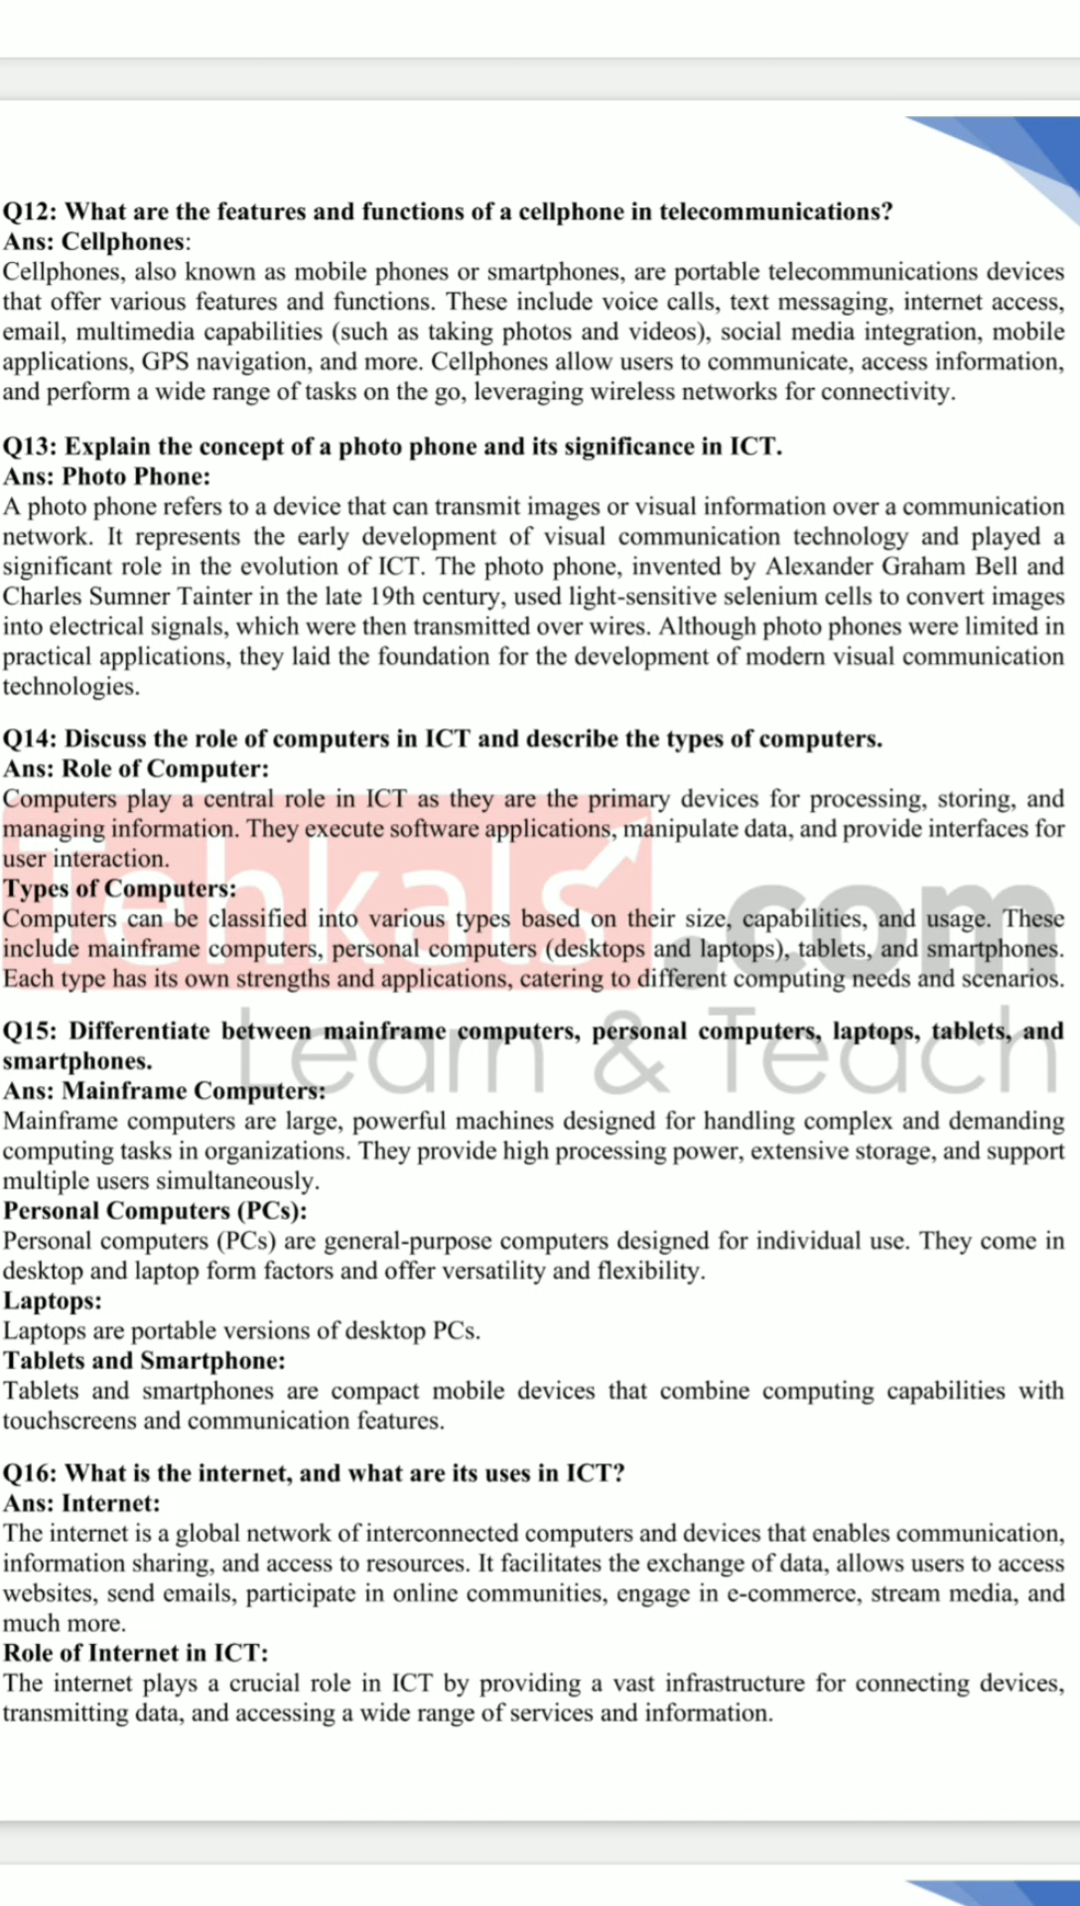 Q12: What are the features and functions of a cellphone in telecommunications?
Ans: Cellphones:
Cellphones, also known as mobile phones or smartphones, are portable telecommunications devices
that offer various features and functions. These include voice calls, text messaging, internet access,
email, multimedia capabilities (such as taking photos and videos), social media integration, mobile
applications, GPS navigation, and more. Cellphones allow users to communicate, access information,
and perform a wide range of tasks on the go, leveraging wireless networks for connectivity.
Q13: Explain the concept of a photo phone and its significance in ICT.
Ans: Photo Phone:
A photo phone refers to a device that can transmit images or visual information over a communication
network. It represents the early development of visual communication technology and played a
significant role in the evolution of ICT. The photo phone, invented by Alexander Graham Bell and
Charles Sumner Tainter in the late 19th century, used light-sensitive selenium cells to convert images
into electrical signals, which were then transmitted over wires. Although photo phones were limited in
practical applications, they laid the foundation for the development of modern visual communication
technologies.
Q14: Discuss the role of computers in ICT and describe the types of computers.
Ans: Role of Computer:
Computers play a central role in ICT as they are the primary devices for processing, storing, and
managing information. They execute software applications, manipulate data, and provide interfaces for
user interaction.
Types of Computers:
Computers can be classified into various types based on their size, capabilities, and usage. These
include mainframe computers, personal computers (desktops and laptops), tablets, and smartphones.
Each type has its own strengths and applications, catering to different computing needs and scenarios.
Tehkals.com
Learn & Teach
Q15: Differentiate between mainframe computers, personal computers, laptops, tablets, and
smartphones.
Ans: Mainframe Computers:
Mainframe computers are large, powerful machines designed for handling complex and demanding
computing tasks in organizations. They provide high processing power, extensive storage, and support
multiple users simultaneously.
Personal Computers (PCs):
Personal computers (PCs) are general-purpose computers designed for individual use. They come in
desktop and laptop form factors and offer versatility and flexibility.
Laptops:
Laptops are portable versions of desktop PCs.
Tablets and Smartphone:
Tablets and smartphones are compact mobile devices that combine computing capabilities with
touchscreens and communication features.
Q16: What is the internet, and what are its uses in ICT?
Ans: Internet:
The internet is a global network of interconnected computers and devices that enables communication,
information sharing, and access to resources. It facilitates the exchange of data, allows users to access
websites, send emails, participate in online communities, engage in e-commerce, stream media, and
much more.
Role of Internet in ICT:
The internet plays a crucial role in ICT by providing a vast infrastructure for connecting devices,
transmitting data, and accessing a wide range of services and information.